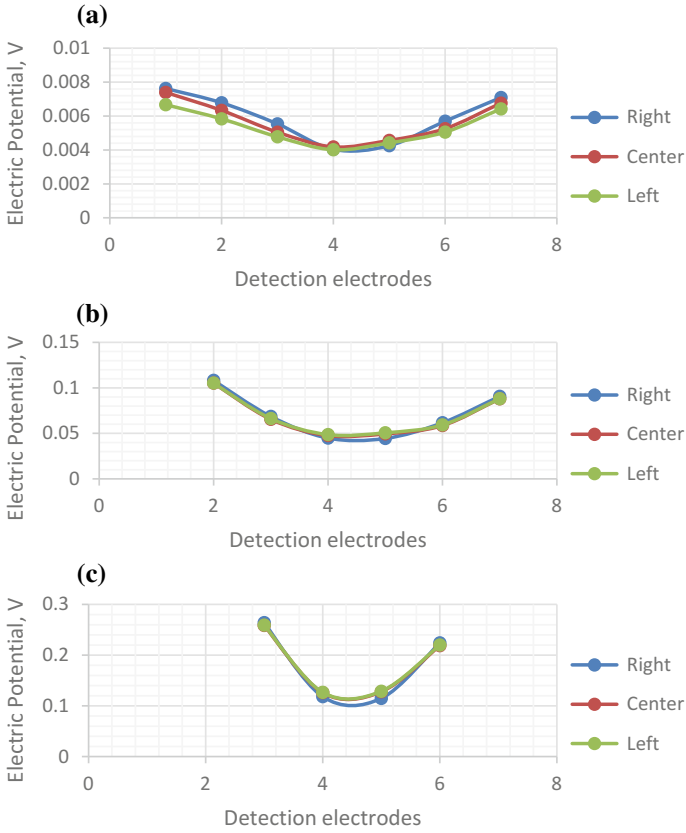 (a)
Electric Potential, V
0.01
0.008
0.006
0.004
0.002
0
0 2 4 6 8
Detection electrodes
Right
Center
Left
(b)
Electric Potential, V
0.15
0.1
0.05
0
0 2 4 6 8
Detection electrodes
Right
Center
Left
(c)
Electric Potential, V
0.3
0.2
0.1
0
0 2 4 6 8
Detection electrodes
Right
Center
Left